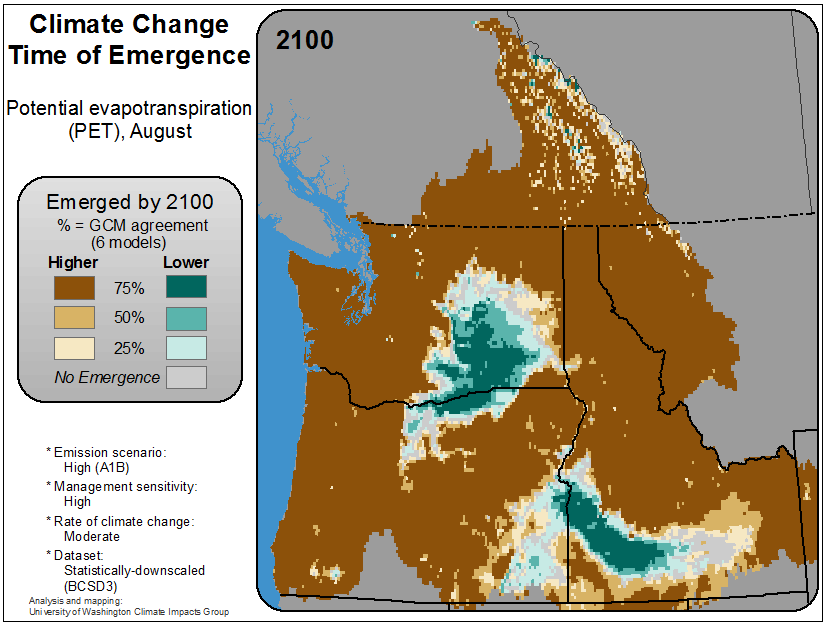 Climate Change
Time of Emergence
Potential evapotranspiration
(PET), August
Emerged by 2100
% = GCM agreement
(6 models)
Higher Lower
75%
50%
25%
No Emergence
* Emission scenario:
High (A1B)
* Management sensitivity:
High
* Rate of climate change:
Moderate
* Dataset:
Statistically-downscaled
(BCSD3)
Analysis and mapping:
University of Washington Climate Impacts Group
2100